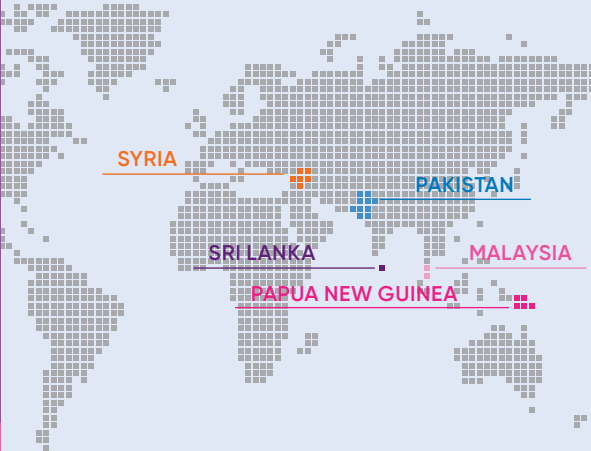 SYRIA
PAKISTAN
SRI LANKA
MALAYSIA
PAPUA NEW GUINEA